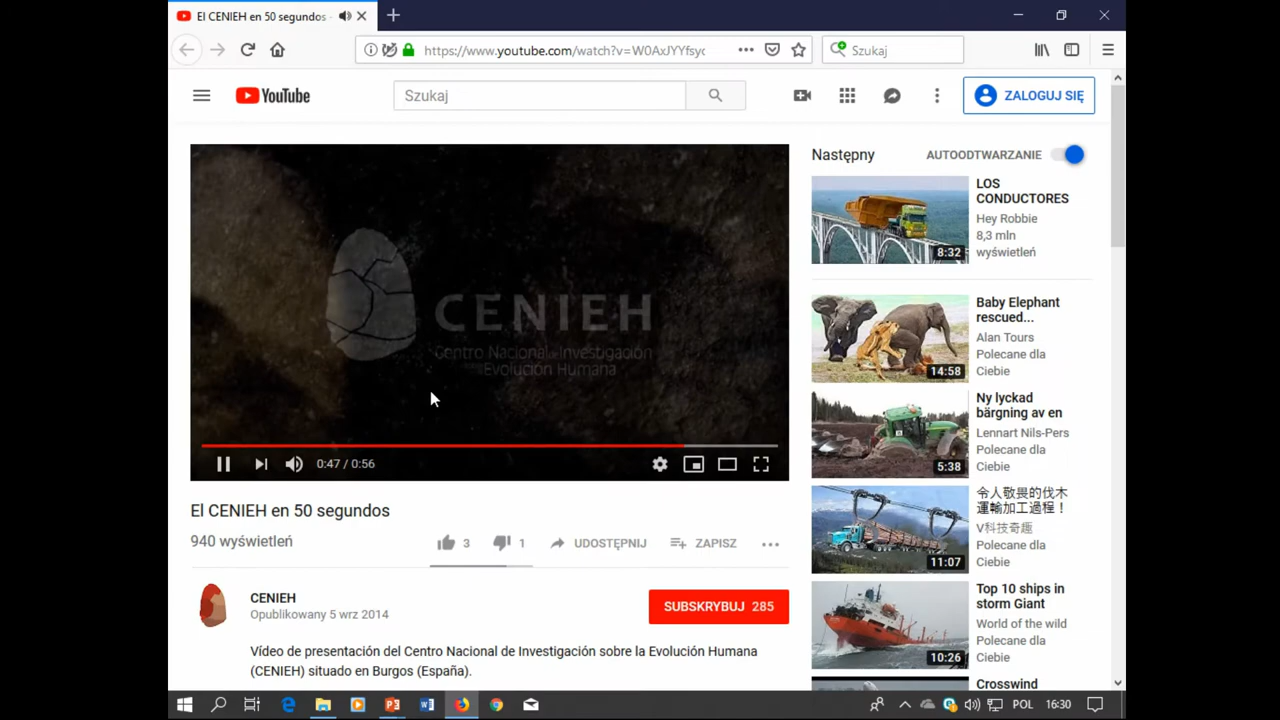 El CENIEH en 50 segundos
https://www.youtube.com/watch?v=W0AxJYYfsyc
Szukaj
YouTube
Szukaj
ZALOGUJ SIĘ
CENIEH
Centro Nacional de Investigación
Evolución Humana
0:47 / 0:56
El CENIEH en 50 segundos
940 wyświetleń
3
1
UDOSTĘPNIJ
ZAPISZ
CENIEH
Opublikowany 5 wrz 2014
SUBSKRYBUJ 285
Vídeo de presentación del Centro Nacional de Investigación sobre la Evolución Humana
(CENIEH) situado en Burgos (España).
Następny
AUTOODTWARZANIE
8:32
LOS
CONDUCTORES
Hey Robbie
8,3 mln
wyświetleń
14:58
Baby Elephant
rescued...
Alan Tours
Polecane dla
Ciebie
5:38
Ny lyckad
bärgning av en
Lennart Nils-Pers
Polecane dla
Ciebie
11:07
令人敬畏的伐木
運輸加工過程！
V科技奇趣
Polecane dla
Ciebie
10:26
Top 10 ships in
storm Giant
World of the wild
Polecane dla
Ciebie
Crosswind
POL
16:30